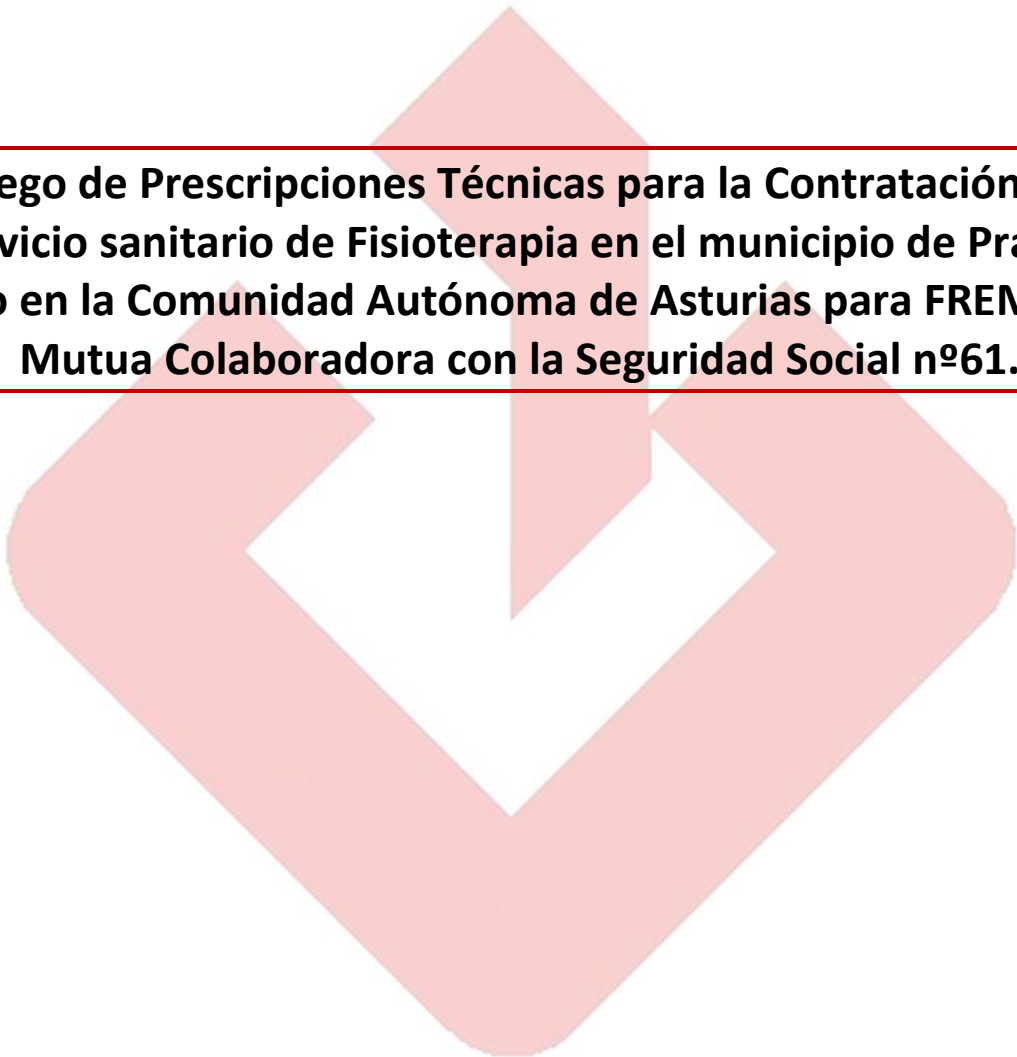 ego de Prescripciones Técnicas para la Contratación
vicio sanitario de Fisioterapia en el municipio de Pra
o en la Comunidad Autónoma de Asturias para FREM
Mutua Colaboradora con la Seguridad Social nº61.